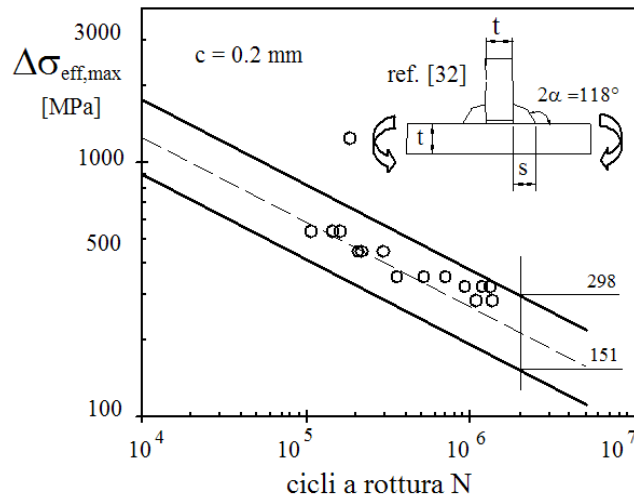 3000
Δσeff,max
[MPa]
1000
500
100
c = 0.2 mm
ref. [32]
t
2α =118°
t
s
298
151
10^4
10^5
10^6
10^7
cicli a rottura N